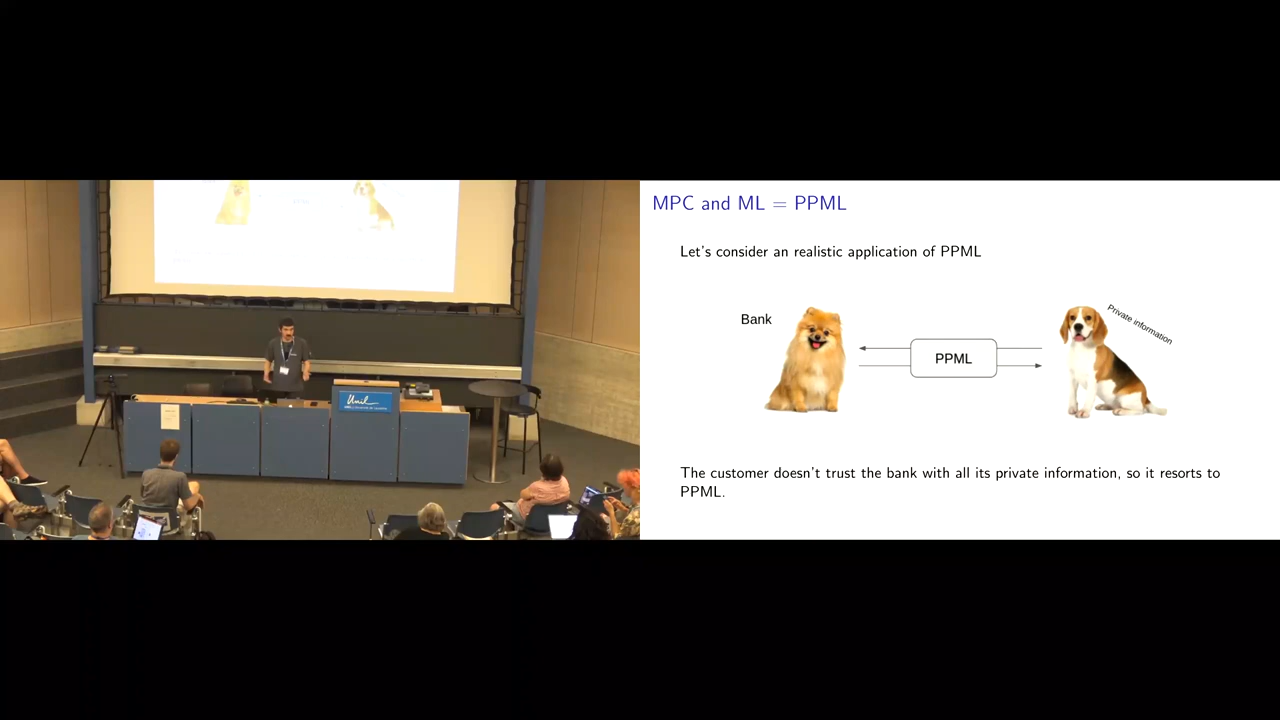 MPC and ML = PPML
Let's consider an realistic application of PPML
Bank
Private information
PPML
The customer doesn't trust the bank with all its private information, so it resorts to
PPML.
Unil